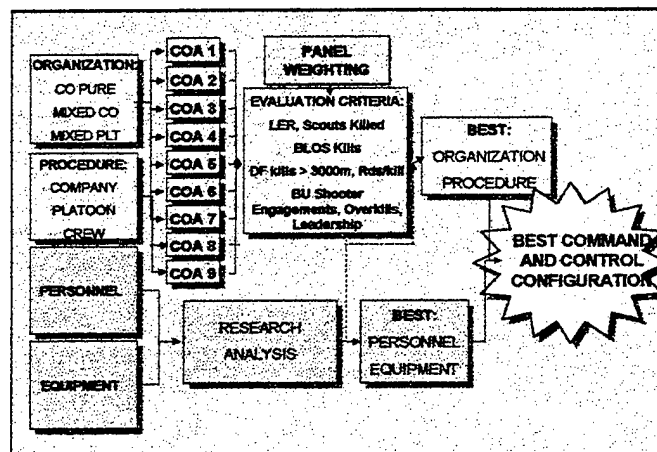 ORGANIZATION:
CO PURE
MIXED CO
MIXED PLT
PROCEDURE:
COMPANY
PLATOON
CREW
PERSONNEL
EQUIPMENT
COA 1
COA 2
COA 3
COA 4
COA 5
COA 6
COA 7
COA 8
COA 9
PANEL
WEIGHTING
EVALUATION CRITERIA:
LER, Scouts Killed
BLOS Kills
DF kills > 3000m, Rds/kill
BU Shooter
Engagements, Overkills,
Leadership
RESEARCH
ANALYSIS
BEST:
ORGANIZATION
PROCEDURE
BEST:
PERSONNEL
EQUIPMENT
BEST COMMAND
AND CONTROL
CONFIGURATION